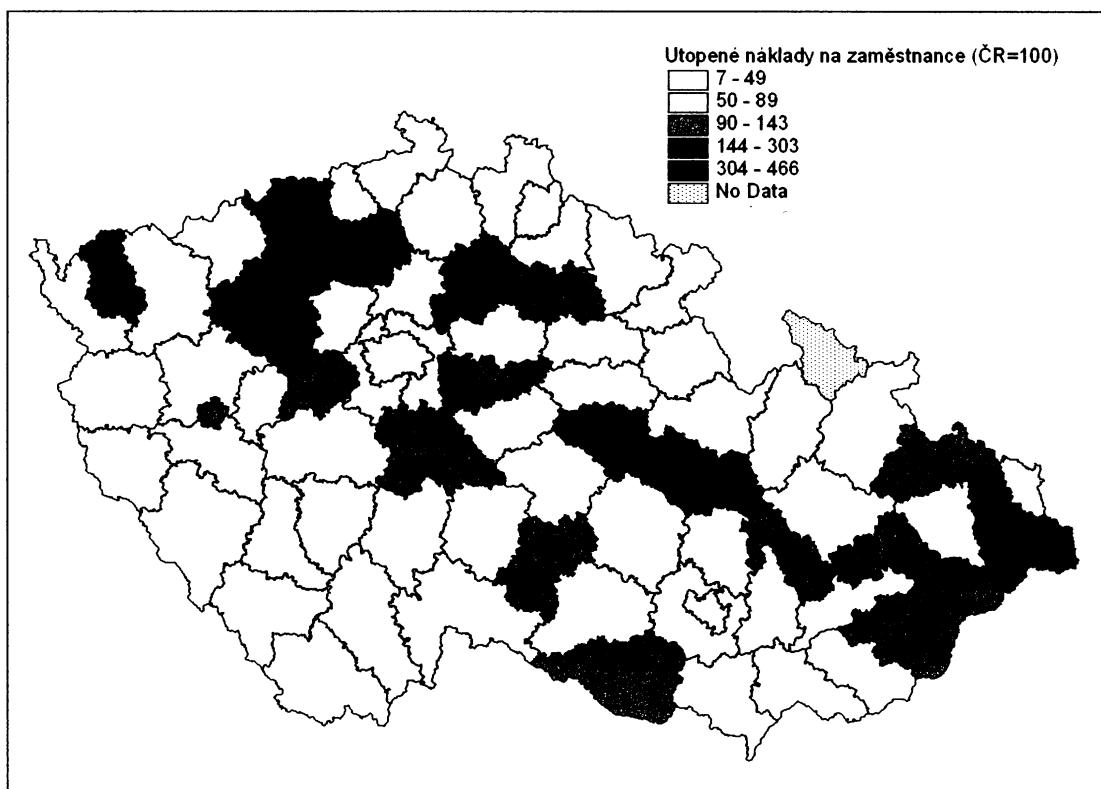 Utopené náklady na zaměstnance (ČR=100)
7 - 49
50 - 89
90 - 143
144 - 303
304 - 466
No Data